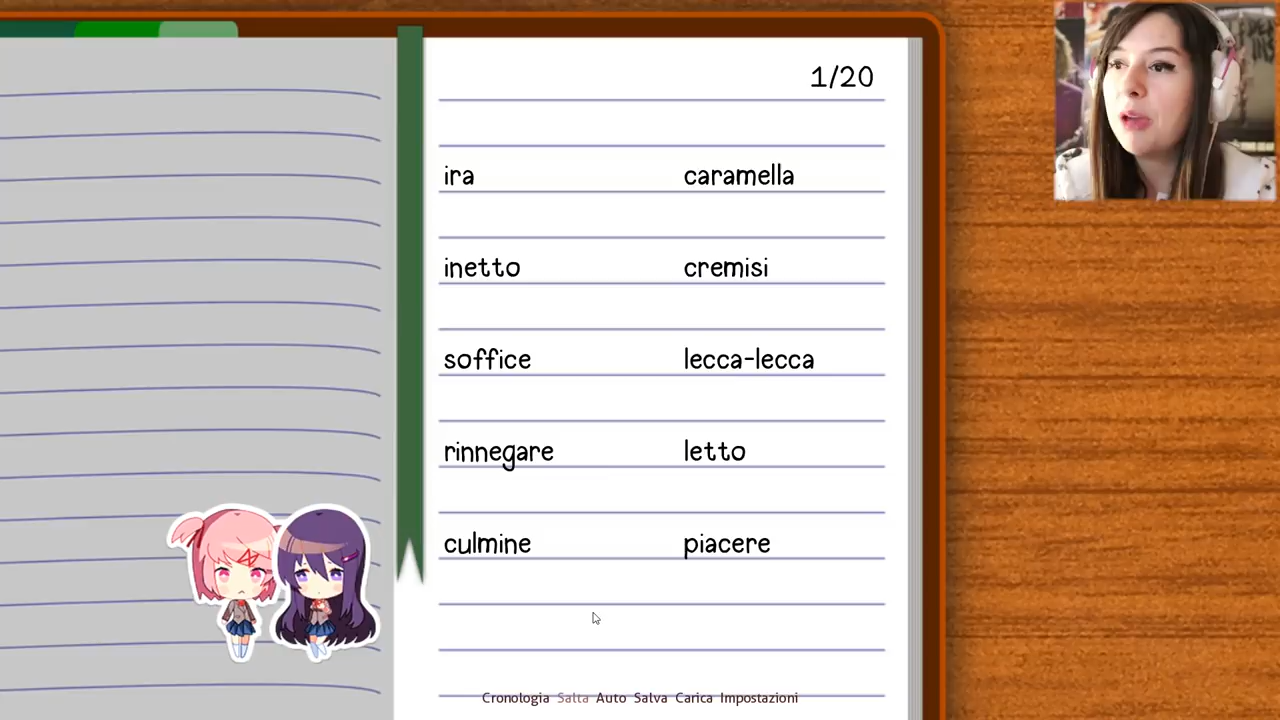 1/20
ira caramella
inetto cremisi
soffice lecca-lecca
rinnegare letto
culmine piacere
Cronologia Salta Auto Salva Carica Impostazioni